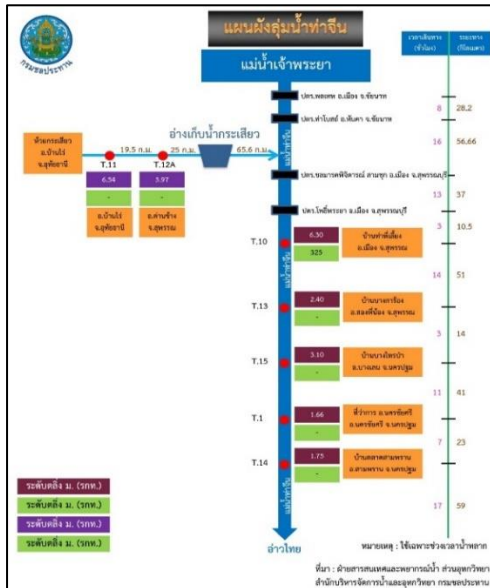 แผนผังลุ่มน้ำท่าจีน
กรมชลประทาน
แม่น้ำเจ้าพระยา
เวลาเดินทาง
(ชั่วโมง)
ระยะทาง
(กิโลเมตร)
ปตร.พลเทพ อ.เมือง จ.ชัยนาท
8
28.2
ปตร.ท่าโบสถ์ อ.หันคา จ.ชัยนาท
16
56.66
ห้วยกระเสียว
อ.บ้านไร่
จ.อุทัยธานี
19.5 ก.ม.
25 ก.ม.
อ่างเก็บน้ำกระเสียว
65.6 ก.ม.
แม่น้ำท่าจีน
T.11
T.12A
6.54
3.97
-
-
อ.บ้านไร่
จ.อุทัยธานี
อ.ด่านช้าง
จ.สุพรรณ
ปตร.ชลมารคพิจารณ์ สามชุก อ.เมือง จ.สุพรรณบุรี
13
37
ปตร.โพธิ์พระยา อ.เมือง จ.สุพรรณบุรี
3
10.5
T.10
6.30
325
บ้านท่าพี่เลี้ยง
อ.เมือง จ.สุพรรณ
แม่น้ำท่าจีน
14
51
T.13
2.40
-
อ.สองพี่น้อง จ.สุพรรณ
3
14
T.15
3.10
-
บ้านบางไทรป่า
อ.บางเลน จ.นครปฐม
11
41
T.1
1.66
-
ที่ว่าการ อ.นครชัยศรี
อ.นครชัยศรี จ.นครปฐม
7
23
T.14
1.75
-
บ้านตลาดสามพราน
อ.สามพราน จ.นครปฐม
แม่น้ำท่าจีน
17
59
ระดับตลิ่ง ม. (รทก.)
ระดับตลิ่ง ม. (รทก.)
ระดับตลิ่ง ม. (รทก.)
ระดับตลิ่ง ม. (รทก.)
อ่าวไทย
หมายเหตุ : ใช้เฉพาะช่วงเวลาน้ำหลาก
ที่มา : ฝ่ายสารสนเทศและพยากรณ์น้ำ ส่วนอุทกวิทยา
สำนักบริหารจัดการน้ำและอุทกวิทยา กรมชลประทาน